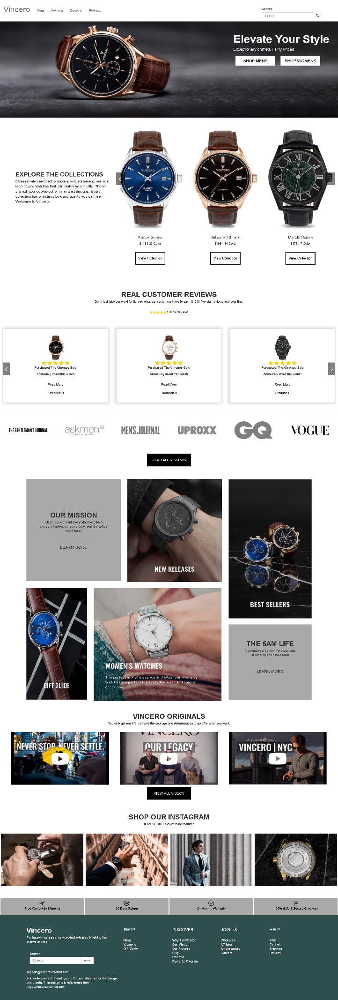 Vincero
Mens
Womens
Discover
Reviews
Search
Search
Elevate Your Style
Exceptionally crafted. Fairly Priced
SHOP MENS
SHOP WOMENS
VINCERO
EXPLORE THE COLLECTIONS
Obsessively designed to make a bold statement, our goal
is to create watches that can match your hustle. These
are not your cookie-cutter minimalist designs. Every
collection has a distinct look and quality you can feel.
Welcome to Vincero.
VINCERO
KAIROS
SERIES
VINCERO
AUTOMATIC
VINCERO
Kairos Series
$149 | 23 Color
View Collection
Bellwater Chrono
$199 | 14 Color
View Collection
Marble Series
$179 | 7 Color
View Collection
REAL CUSTOMER REVIEWS
Don't just take our word for it, read what our customers have to say. 16,000 five star reviews and counting.
★★★★★16273 Reviews
Purchased The Chronos Gold
Absolutely loved this watch
Read More
-Brandon.H
Purchased The Chronos Gold
Absolutely loved this watch
Read More
-Brandon.H
Purchased The Chronos Gold
Absolutely loved this watch
Read More
-Brandon.H
THE GENTLEMAN'S JOURNAL
askmen
BECOME A BETTER MAN
MEN'S JOURNAL
UPROXX
GQ
VOGUE
READ ALL REVIEWS
OUR MISSION
Ultimately, we want every Vincero to be a
symbol of motivation and a daily reminder to live
your legacy
LEARN MORE
NEW RELEASES
BEST SELLERS
GIFT GUIDE
WOMEN'S WATCHES
The perfect mix of elegance and edge, our women's
watches are perfect for everyday wear and special
occasions.
THE 5AM LIFE
A collection of content for those who
never stop and never settle
LEARN MORE
VINCERO ORIGINALS
You only get one life; so have the courage and determination to go after what you want.
A Vincero Original
NEVER STOP. NEVER SETTLE.
VINCERO
A Vincero Original
OUR LEGACY
A Vincero Original
VINCERO | NYC
VIEW ALL VIDEOS
SHOP OUR INSTAGRAM
#LIVEYOURLEGACY to be featured
Free Worldwide Shipping
30 Days Return
24 Months Warranty
100% Safe & Secure Checkout
Vincero
For happy hour sales, new product releases & behind the
scenes access
Search
Search
JOIN
support@vincerowatches.com
Acknowledgement: Thank you to Vincero Watches for the design
and assets. This design is is referenced from
https://vincerowatches.com/
SHOP
Mens
Womens
Gift Guide
DISCOVER
Why It All Started
Our Mission
Our Process
Blog
Reviews
Rewards Program
JOIN US
Wholesale
Affiliates
Ambassadors
Careers
HELP
FAQ
Contact
Shipping
Returns